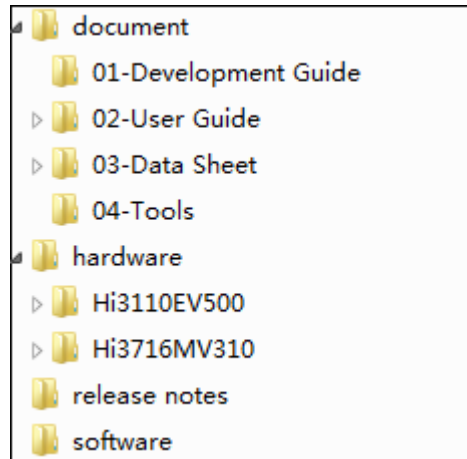 document
01-Development Guide
02-User Guide
03-Data Sheet
04-Tools
hardware
Hi3110EV500
Hi3716MV310
release notes
software